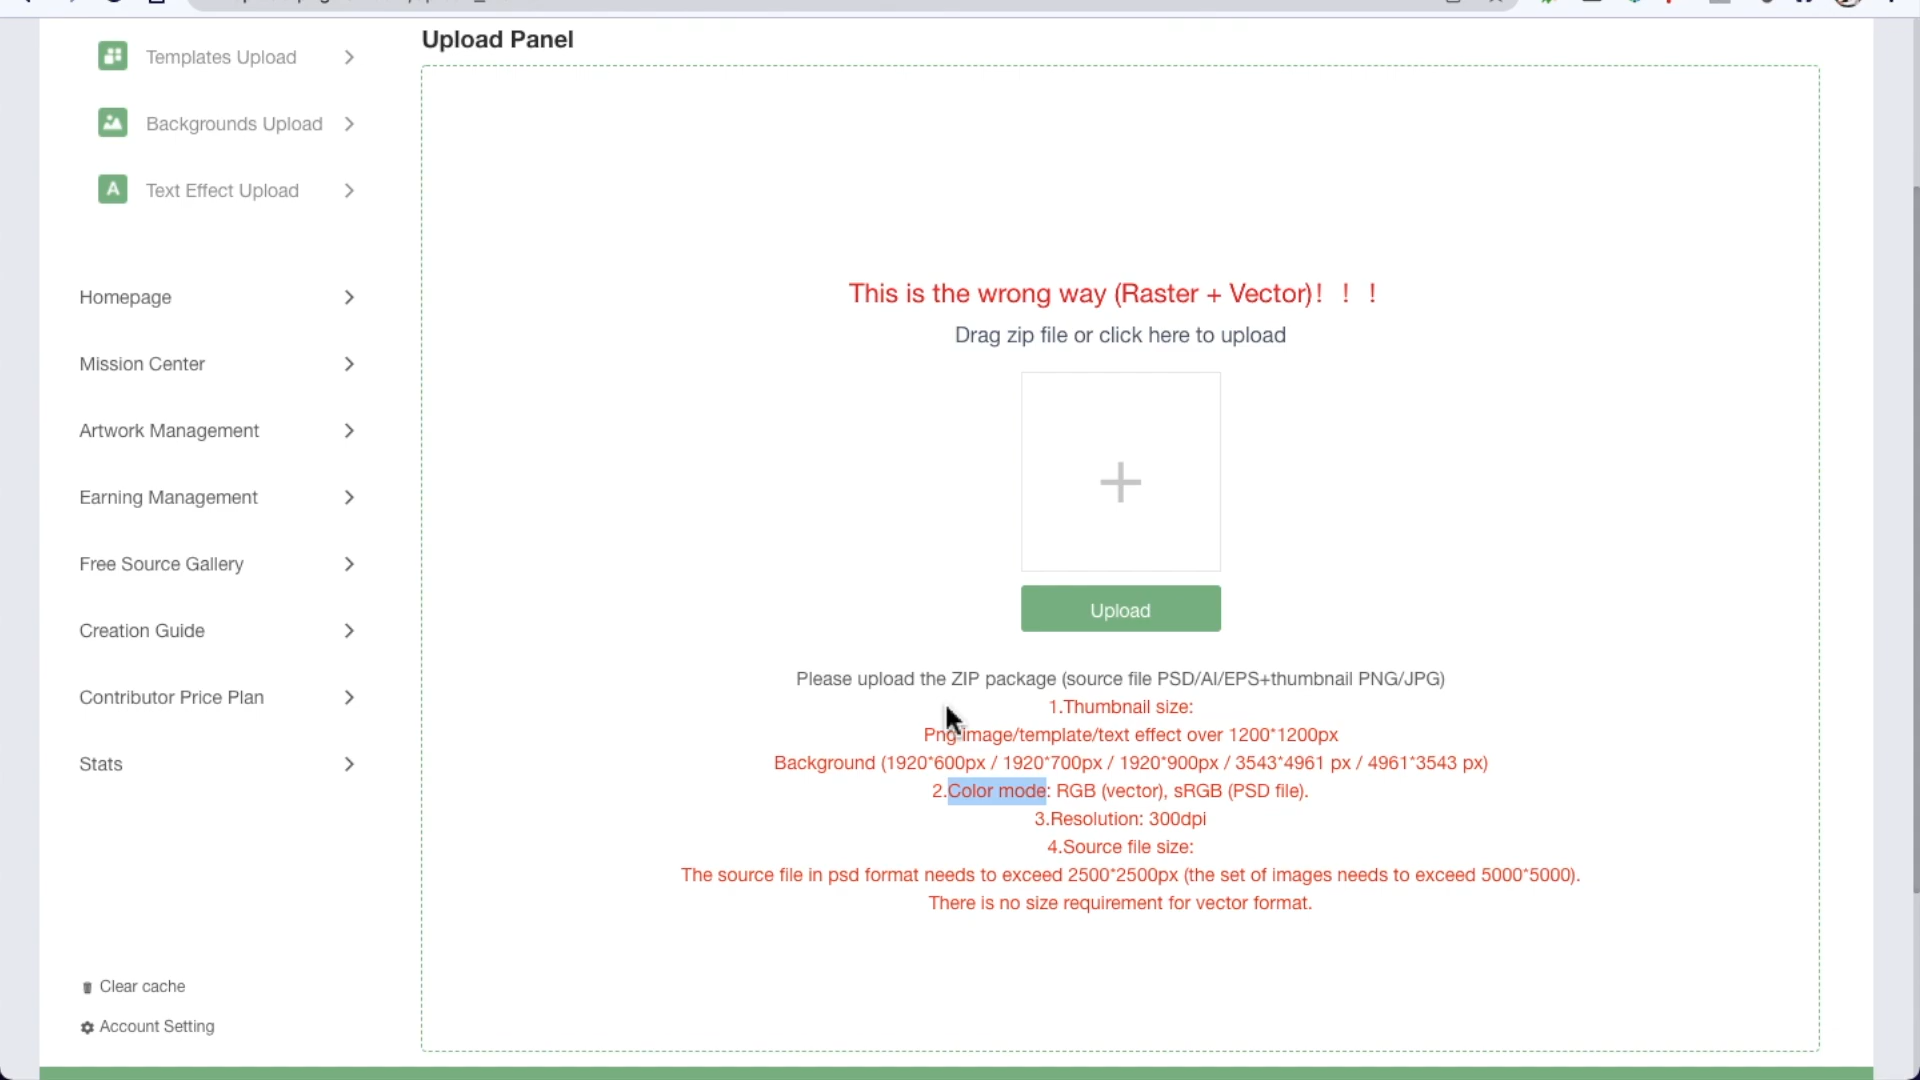 Templates Upload
Backgrounds Upload
A Text Effect Upload
Homepage
Mission Center
Artwork Management
Earning Management
Free Source Gallery
Creation Guide
Contributor Price Plan
Stats
Clear cache
Account Setting
Upload Panel
This is the wrong way (Raster + Vector)！！！
Drag zip file or click here to upload
Upload
Please upload the ZIP package (source file PSD/AI/EPS+thumbnail PNG/JPG)
1.Thumbnail size:
Png image/template/text effect over 1200*1200px
Background (1920*600px / 1920*700px / 1920*900px / 3543*4961 px / 4961*3543 px)
2.Color mode: RGB (vector), sRGB (PSD file).
3.Resolution: 300dpi
4.Source file size:
The source file in psd format needs to exceed 2500*2500px (the set of images needs to exceed 5000*5000).
There is no size requirement for vector format.